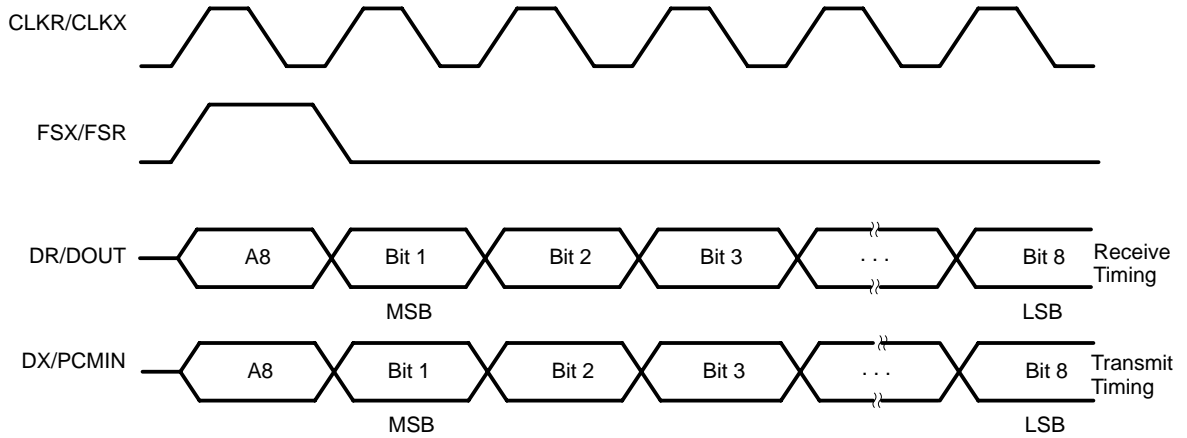 CLKR/CLKX
FSX/FSR
DR/DOUT A8 Bit 1 Bit 2 Bit 3 . . . Bit 8 Receive
Timing
MSB LSB
DX/PCMIN A8 Bit 1 Bit 2 Bit 3 . . . Bit 8 Transmit
Timing
MSB LSB